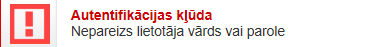 Autentifikācijas kļūda
Nepareizs lietotāja vārds vai parole